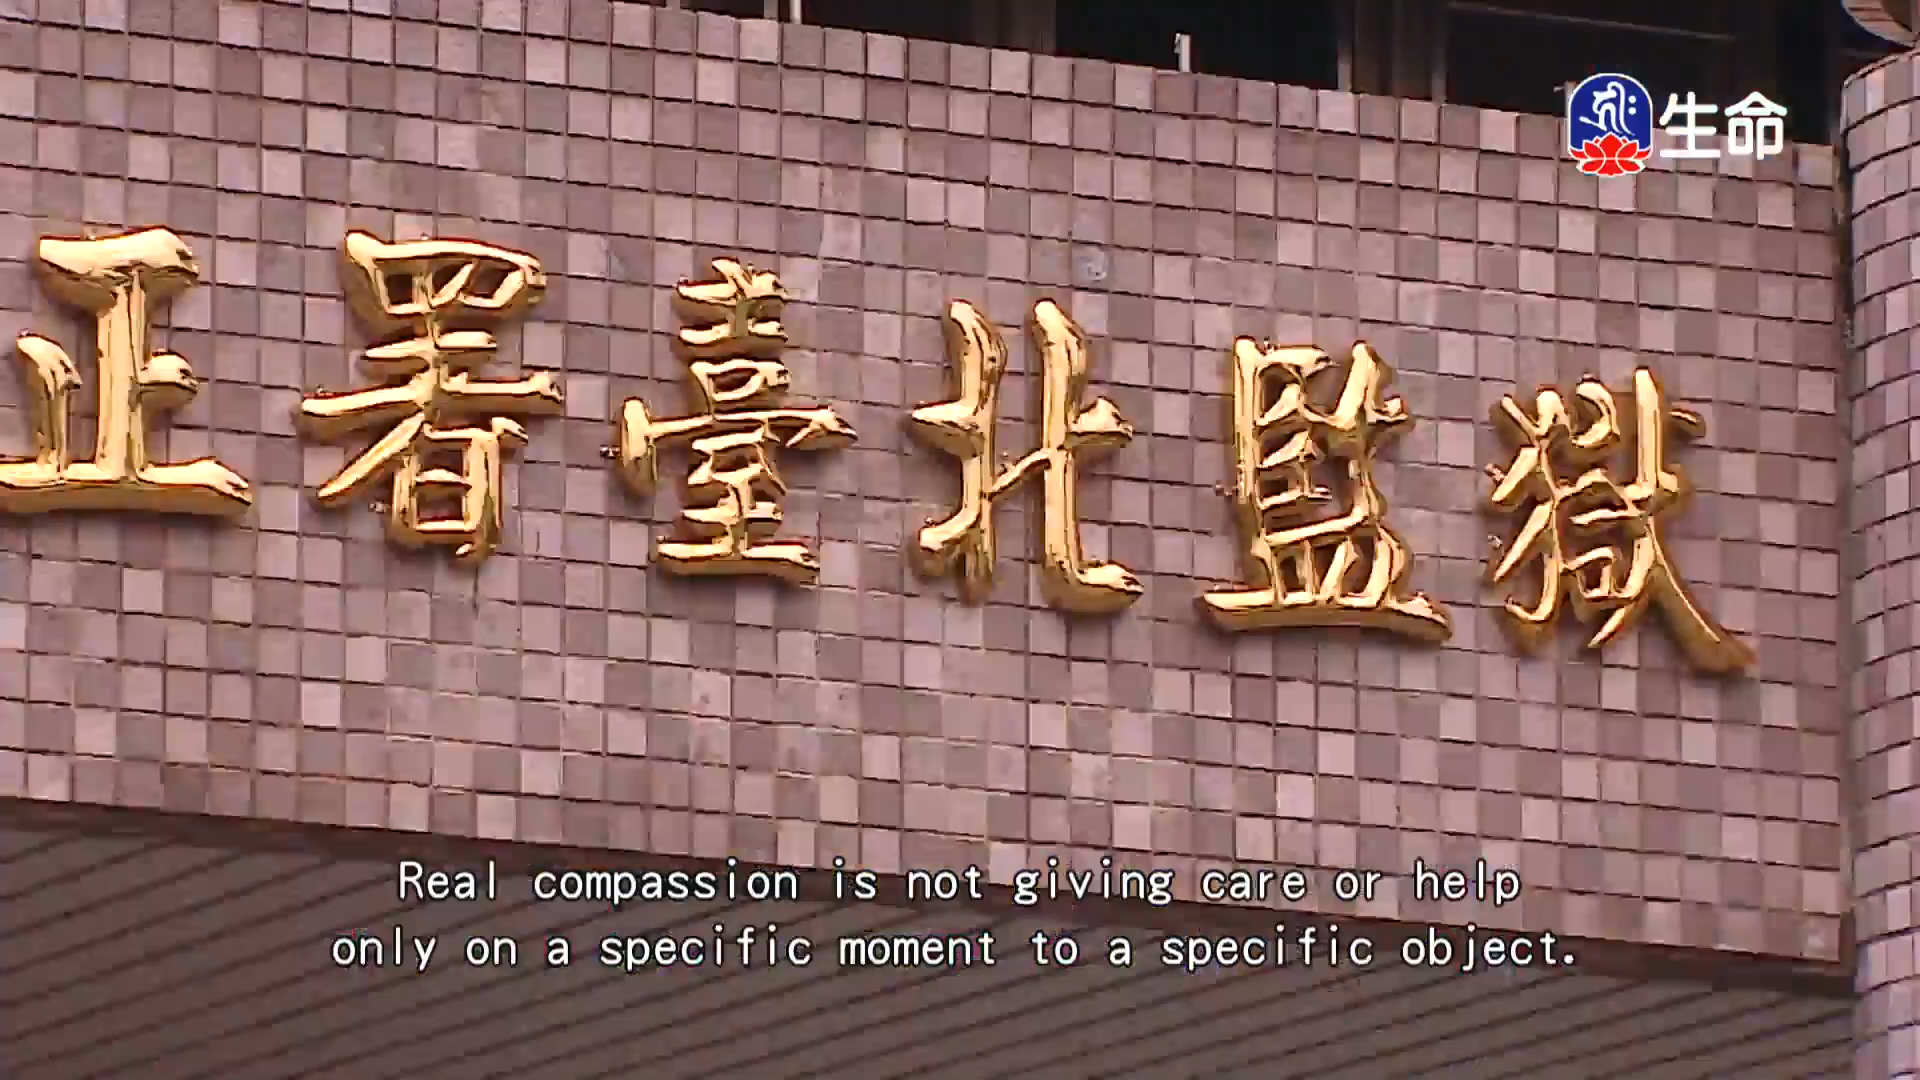 生命
正署臺北監獄
Real compassion is not giving care or help
only on a specific moment to a specific object.